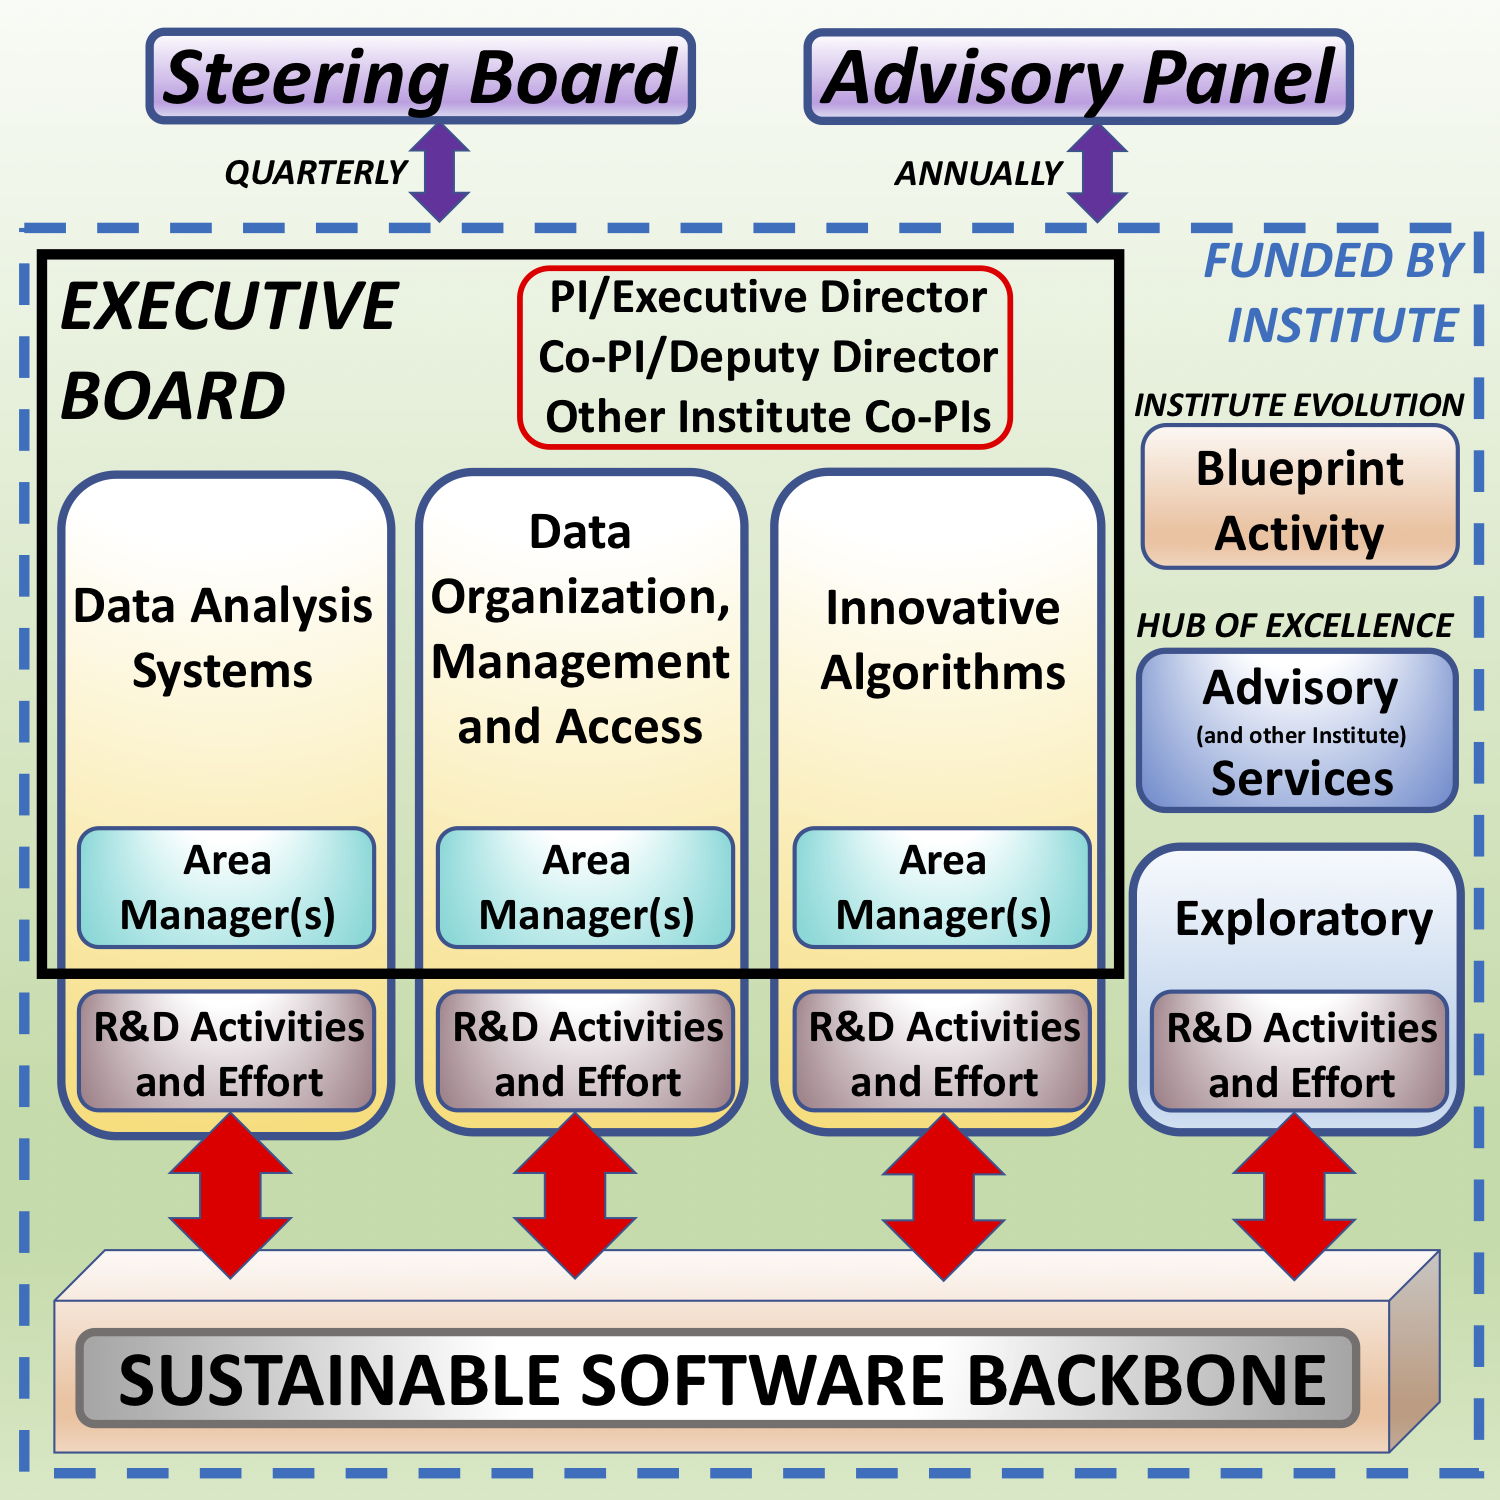 Steering Board
Advisory Panel
QUARTERLY
ANNUALLY
FUNDED BY
INSTITUTE
EXECUTIVE
BOARD
PI/Executive Director
Co-PI/Deputy Director
Other Institute Co-PIs
INSTITUTE EVOLUTION
Blueprint
Activity
HUB OF EXCELLENCE
Advisory
(and other Institute)
Services
Data Analysis
Systems
Area
Manager(s)
R&D Activities
and Effort
Data
Organization,
Management
and Access
Area
Manager(s)
R&D Activities
and Effort
Innovative
Algorithms
Area
Manager(s)
R&D Activities
and Effort
Exploratory
R&D Activities
and Effort
SUSTAINABLE SOFTWARE BACKBONE